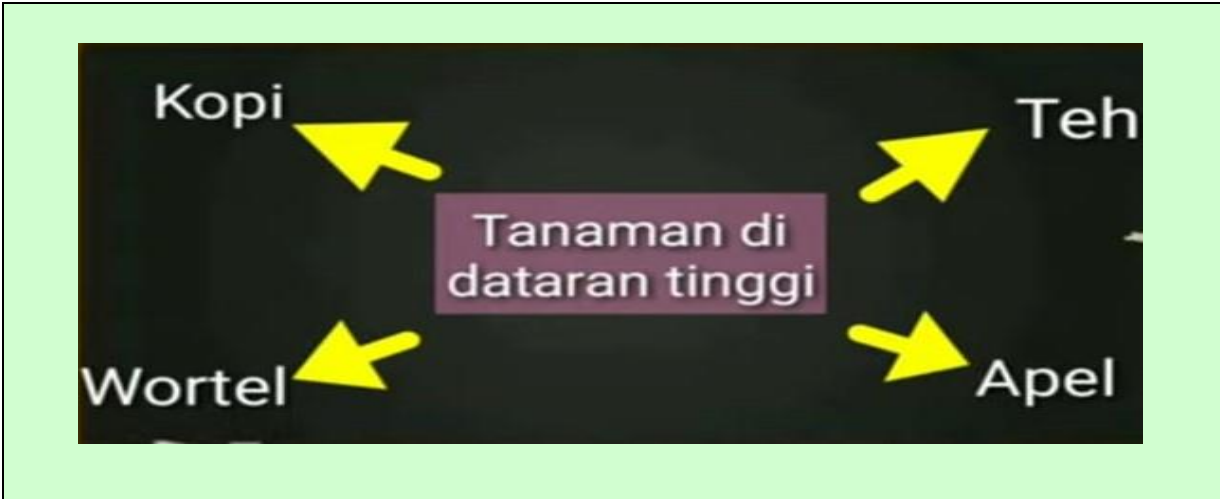 Kopi
Teh
Tanaman di
dataran tinggi
Wortel
Apel